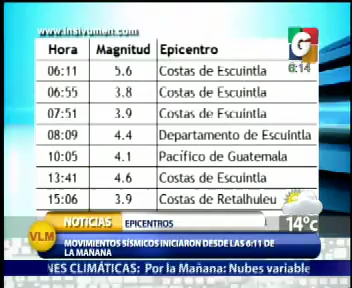 www.insivumen.com
G
6:14
Hora Magnitud Epicentro
06:11 5.6 Costas de Escuintla
06:55 3.8 Costas de Escuintla
07:51 3.9 Costas de Escuintla
08:09 4.4 Departamento de Escuintla
10:05 4.1 Pacífico de Guatemala
13:41 4.6 Costas de Escuintla
15:06 3.9 Costas de Retalhuleu
NOTICIAS EPICENTROS
14°C
VLM
MOVIMIENTOS SÍSMICOS INICIARON DESDE LAS 6:11 DE
LA MAÑANA
NES CLIMÁTICAS: Por la Mañana: Nubes variable